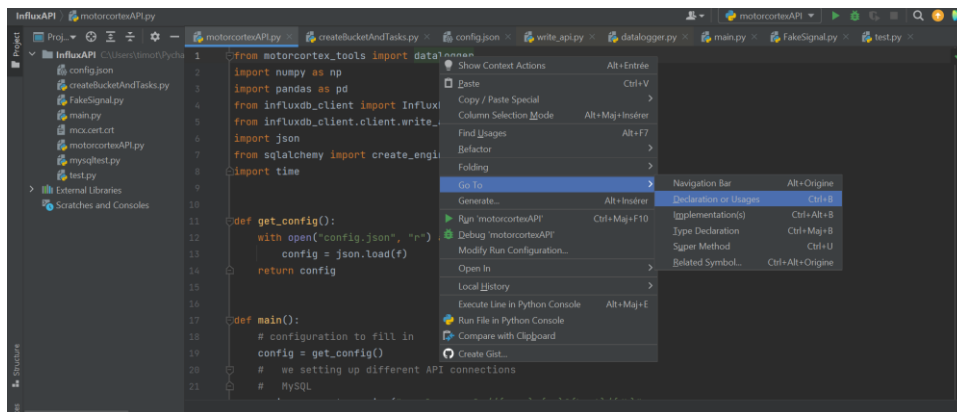 InfluxAPI motorcortexAPI.py motorcortexAPI
Project Proj... motorcortexAPI.py createBucketAndTasks.py config.json write_api.py datalogger.py main.py FakeSignal.py test.py
InfluxAPI C:\Users\timot\Pycha
config.json
createBucketAndTasks.py
FakeSignal.py
main.py
mcx.cert.crt
motorcortexAPI.py
mysqltest.py
test.py
External Libraries
Scratches and Consoles
1 from motorcortex_tools import datalogger
2 import numpy as np
3 import pandas as pd
4 from influxdb_client import Influx
5 from influxdb_client.client.write_
6 import json
7 from sqlalchemy import create_engi
8 import time
9
10
11 def get_config():
12 with open("config.json", "r")
13 config = json.load(f)
14 return config
15
16
17 def main():
18 # configuration to fill in
19 config = get_config()
20 # we setting up different API connections
21 # MySQL
Show Context Actions Alt+Entrée
Paste Ctrl+V
Copy / Paste Special
Column Selection Mode Alt+Maj+Insérer
Find Usages Alt+F7
Refactor
Folding
Go To
Generate... Alt+Insérer
Run 'motorcortexAPI' Ctrl+Maj+F10
Debug 'motorcortexAPI'
Modify Run Configuration...
Open In
Local History
Execute Line in Python Console Alt+Maj+E
Run File in Python Console
Compare with Clipboard
Create Gist...
Navigation Bar Alt+Origine
Declaration or Usages Ctrl+B
Implementation(s) Ctrl+Alt+B
Type Declaration Ctrl+Maj+B
Super Method Ctrl+U
Related Symbol... Ctrl+Alt+Origine
Structure